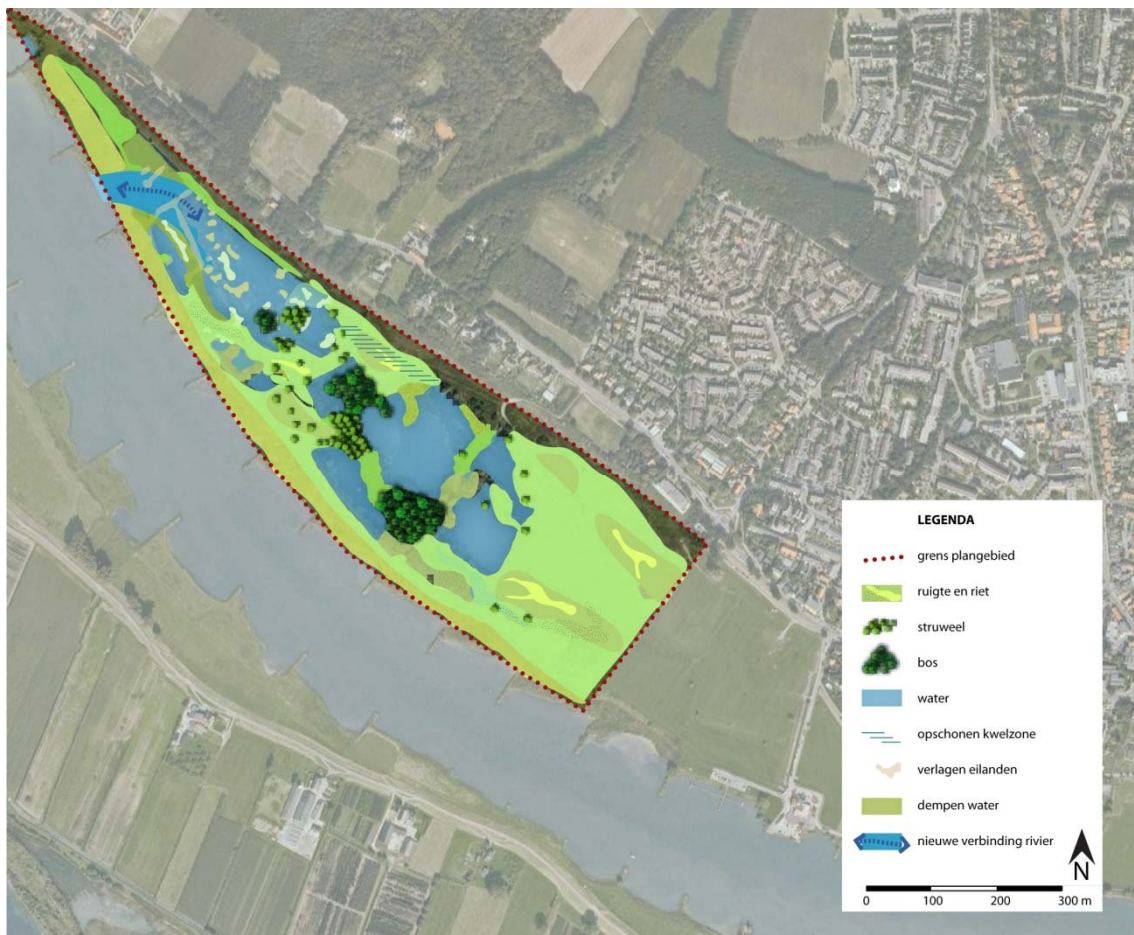 LEGENDA
grens plangebied
ruigte en riet
struweel
bos
water
opschonen kwelzone
verlagen eilanden
dempen water
nieuwe verbinding rivier
N
0 100 200 300 m